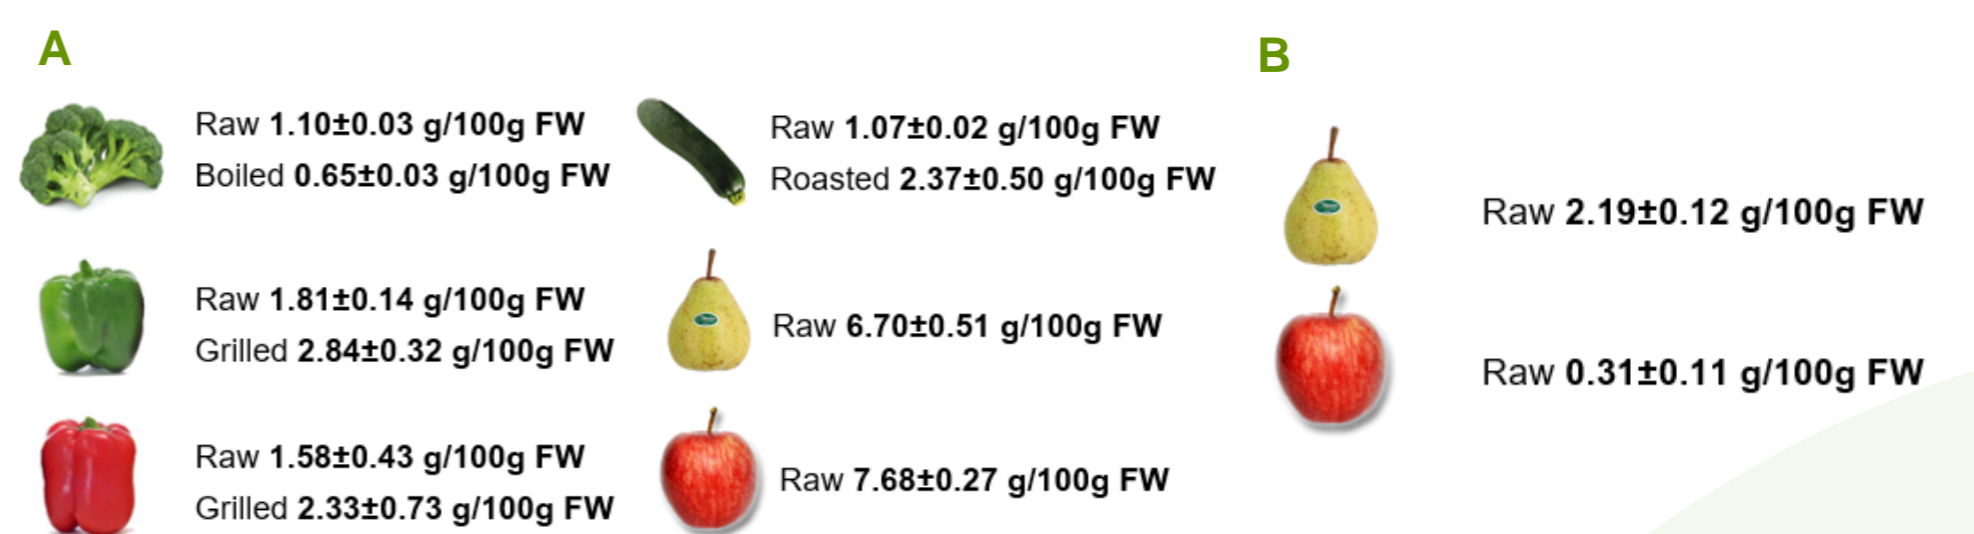 A
Raw 1.10±0.03 g/100g FW
Boiled 0.65±0.03 g/100g FW
Raw 1.81±0.14 g/100g FW
Grilled 2.84±0.32 g/100g FW
Raw 1.58±0.43 g/100g FW
Grilled 2.33±0.73 g/100g FW
Raw 1.07±0.02 g/100g FW
Roasted 2.37±0.50 g/100g FW
Raw 6.70±0.51 g/100g FW
Raw 7.68±0.27 g/100g FW
B
Raw 2.19±0.12 g/100g FW
Raw 0.31±0.11 g/100g FW